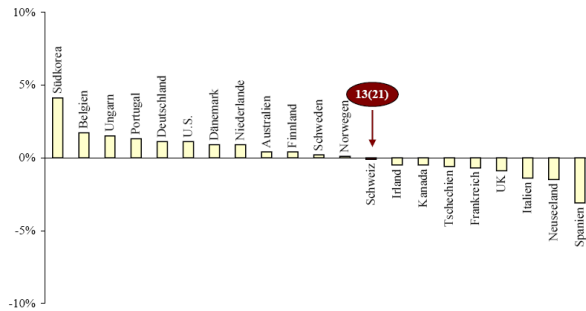 10%
5%
0%
-5%
-10%
Südkorea
Belgien
Ungarn
Portugal
Deutschland
U.S.
Dänemark
Niederlande
Australien
Finnland
Schweden
Norwegen
13(21)
Schweiz
Irland
Kanada
Tschechien
Frankreich
UK
Italien
Neuseeland
Spanien